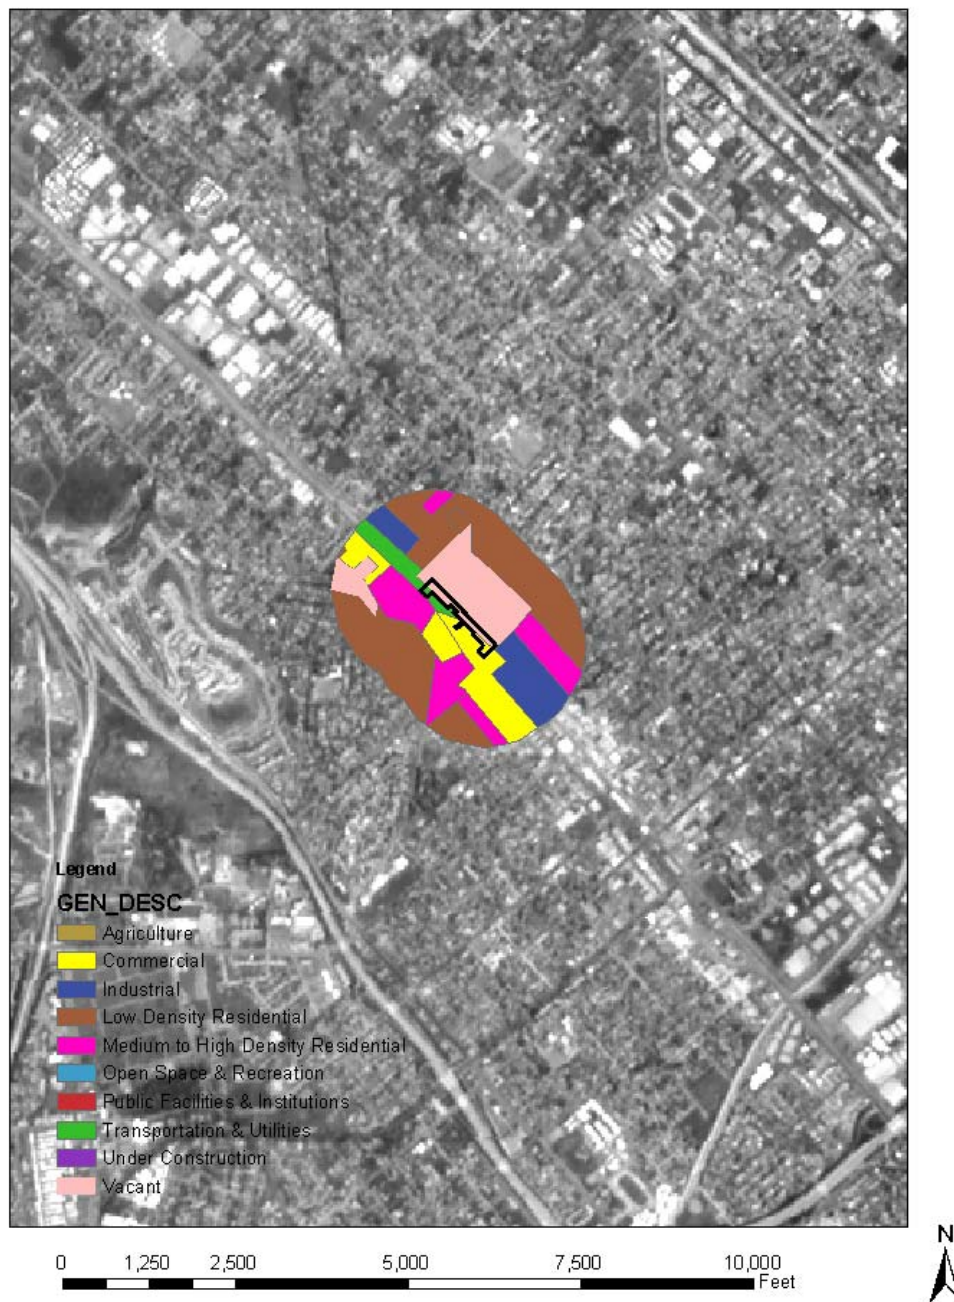 Legend
GEN_DESC
Agriculture
Commercial
Industrial
Low Density Residential
Medium to High Density Residential
Open Space & Recreation
Public Facilities & Institutions
Transportation & Utilities
Under Construction
Vacant
N
0 1,250 2,500 5,000 7,500 10,000
Feet